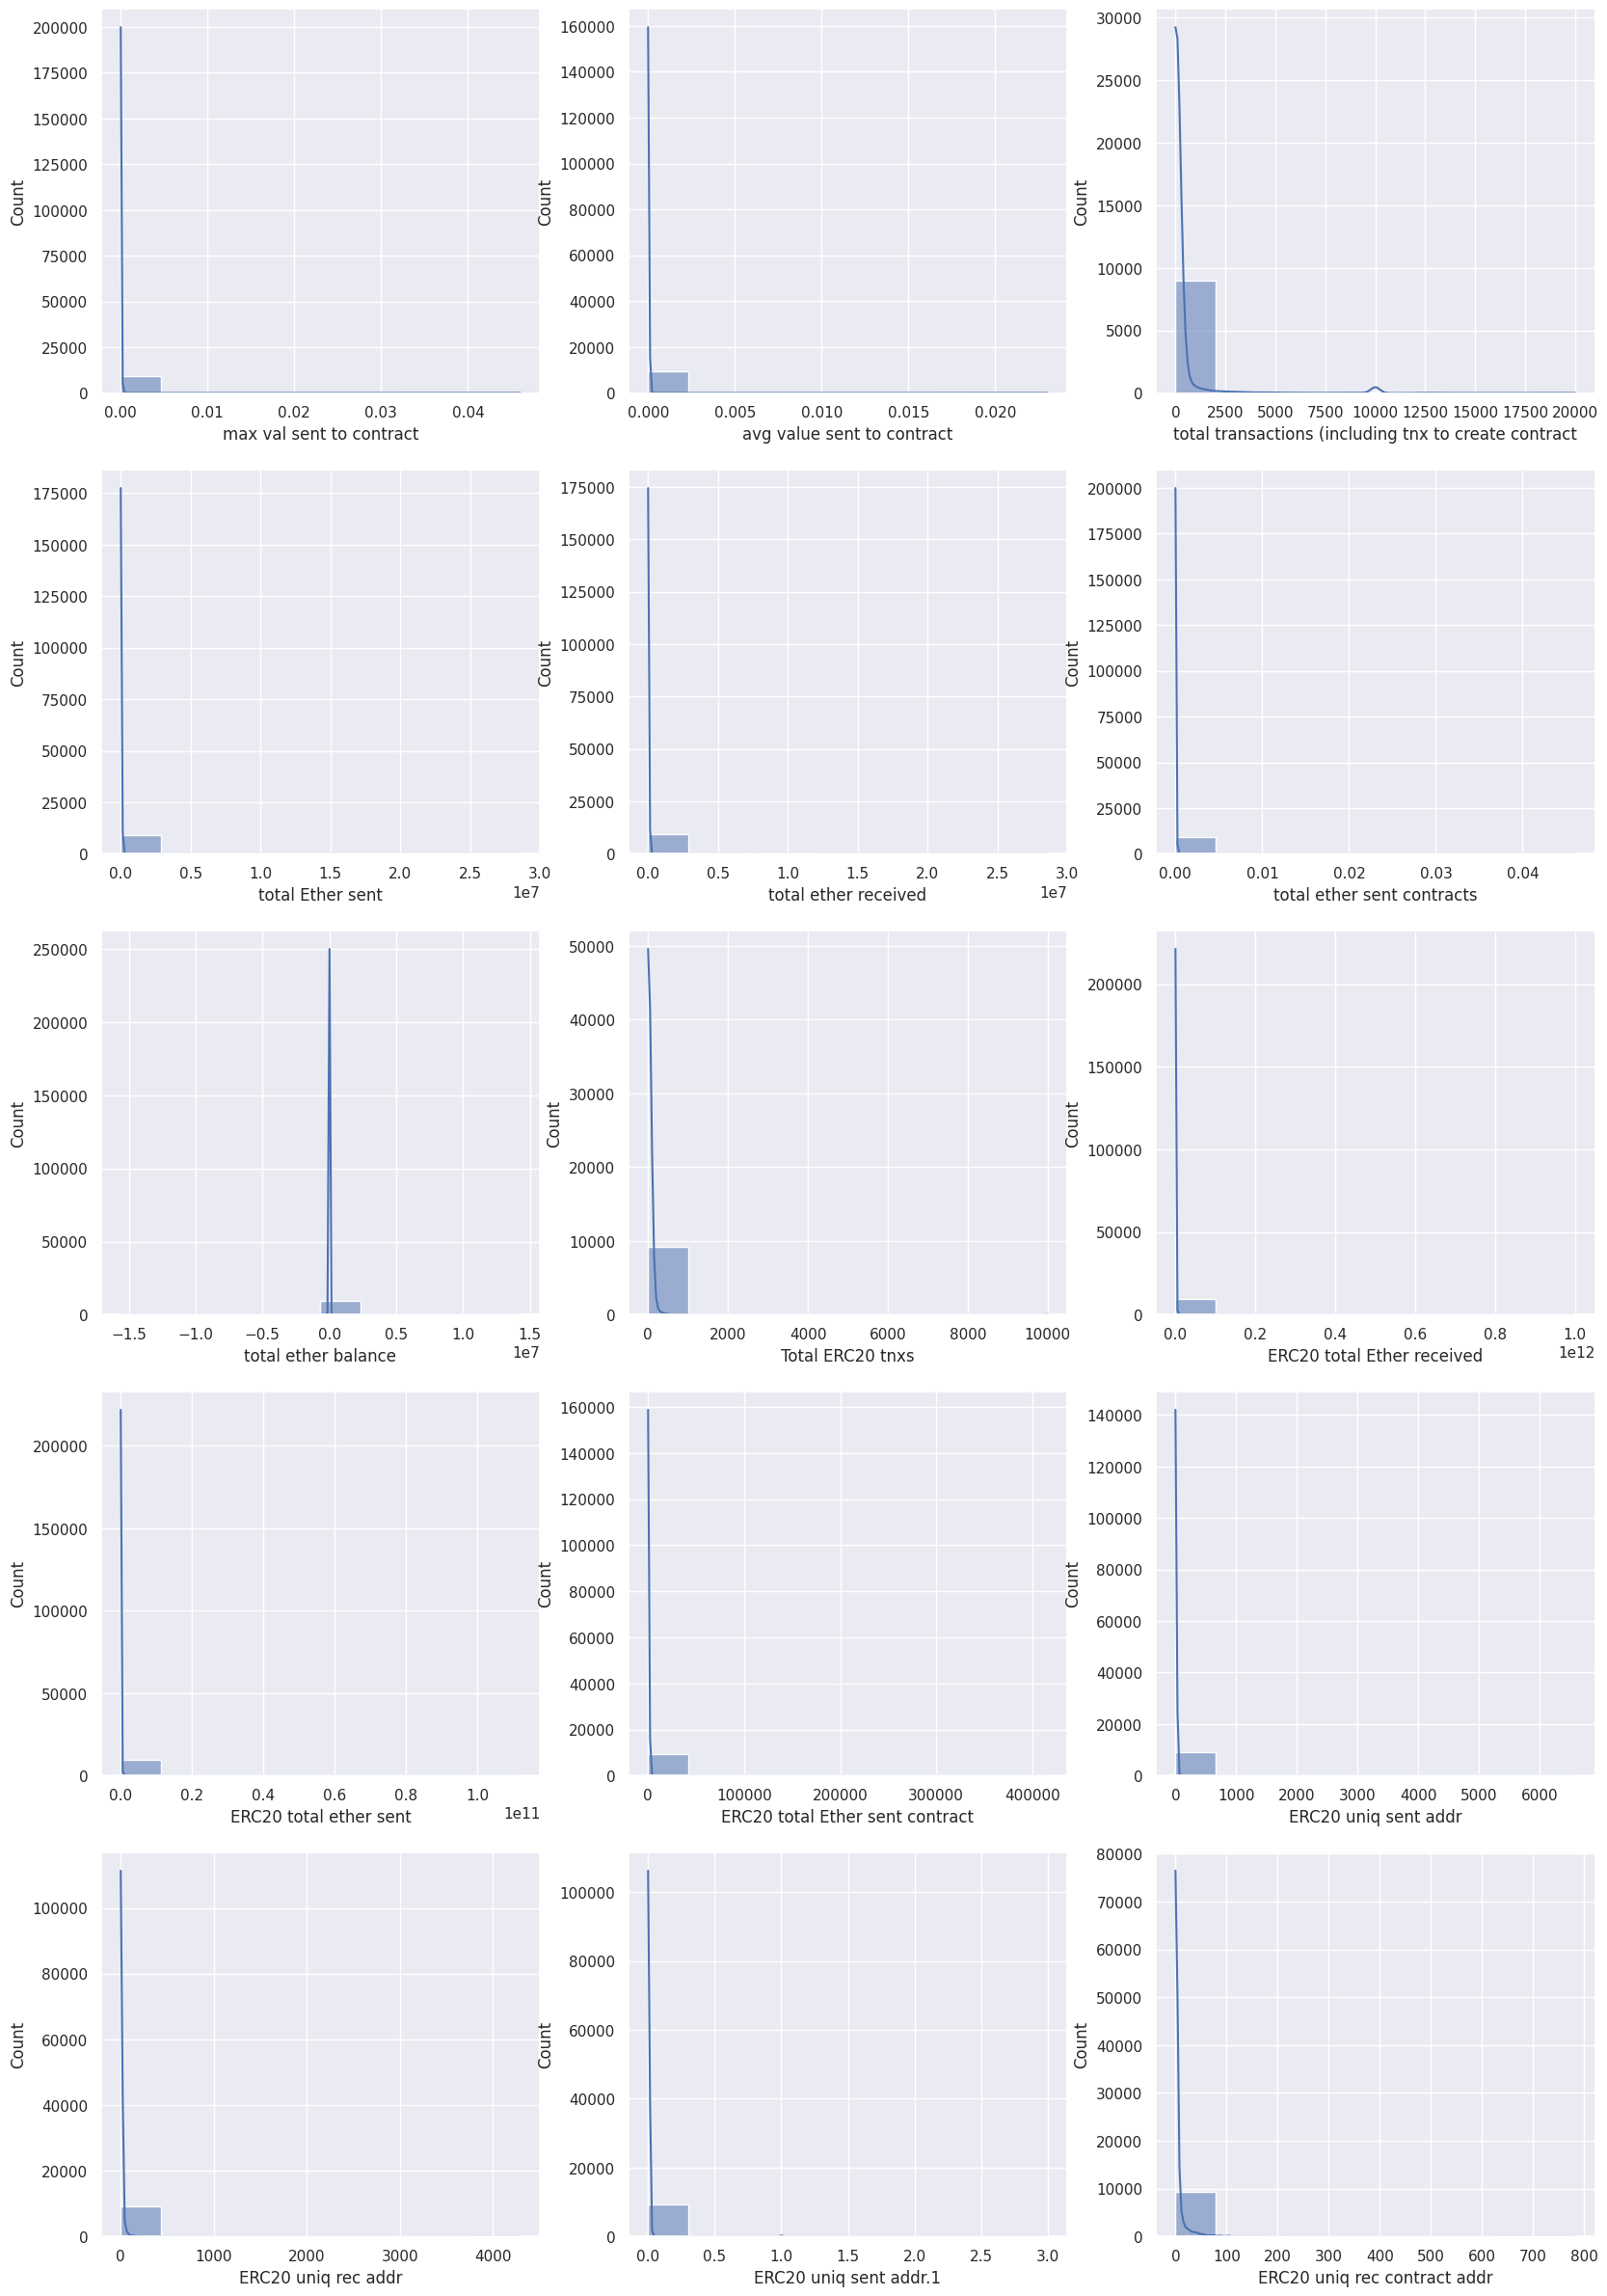 200000
175000
150000
125000
100000
75000
50000
25000
0
Count
0.00 0.01 0.02 0.03 0.04
max val sent to contract
160000
140000
120000
100000
80000
60000
40000
20000
0
Count
0.000 0.005 0.010 0.015 0.020
avg value sent to contract
30000
25000
20000
15000
10000
5000
0
Count
0 2500 5000 7500 10000 12500 15000 17500 20000
total transactions (including tnx to create contract
175000
150000
125000
100000
75000
50000
25000
0
Count
0.0 0.5 1.0 1.5 2.0 2.5 3.0
1e7
total Ether sent
175000
150000
125000
100000
75000
50000
25000
0
Count
0.0 0.5 1.0 1.5 2.0 2.5 3.0
1e7
total ether received
200000
175000
150000
125000
100000
75000
50000
25000
0
Count
0.00 0.01 0.02 0.03 0.04
total ether sent contracts
250000
200000
150000
100000
50000
0
Count
−1.5 −1.0 −0.5 0.0 0.5 1.0 1.5
1e7
total ether balance
50000
40000
30000
20000
10000
0
Count
0 2000 4000 6000 8000 10000
Total ERC20 tnxs
200000
150000
100000
50000
0
Count
0.0 0.2 0.4 0.6 0.8 1.0
1e12
ERC20 total Ether received
200000
150000
100000
50000
0
Count
0.0 0.2 0.4 0.6 0.8 1.0
1e11
ERC20 total ether sent
160000
140000
120000
100000
80000
60000
40000
20000
0
Count
0 100000 200000 300000 400000
ERC20 total Ether sent contract
140000
120000
100000
80000
60000
40000
20000
0
Count
0 1000 2000 3000 4000 5000 6000
ERC20 uniq sent addr
100000
80000
60000
40000
20000
0
Count
0 1000 2000 3000 4000
ERC20 uniq rec addr
100000
80000
60000
40000
20000
0
Count
0.0 0.5 1.0 1.5 2.0 2.5 3.0
ERC20 uniq sent addr.1
80000
70000
60000
50000
40000
30000
20000
10000
0
Count
0 100 200 300 400 500 600 700 800
ERC20 uniq rec contract addr